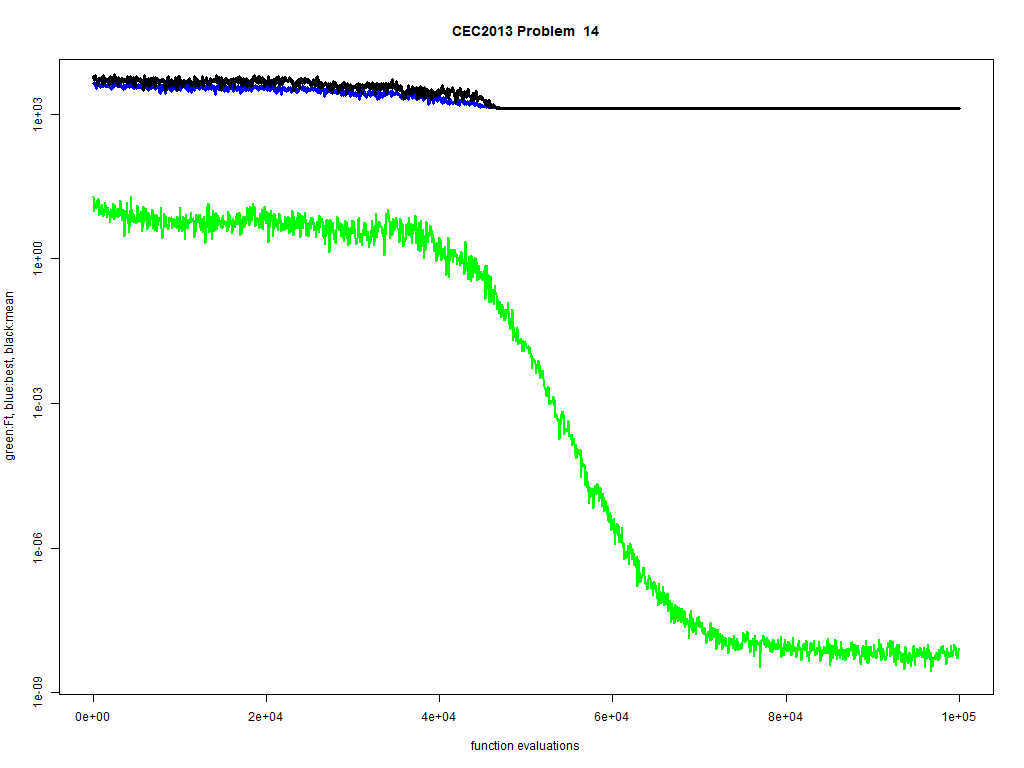 CEC2013 Problem  14
green:Ft, blue:best, black:mean
1e+03
1e+00
1e-03
1e-06
1e-09
0e+00 2e+04 4e+04 6e+04 8e+04 1e+05
function evaluations